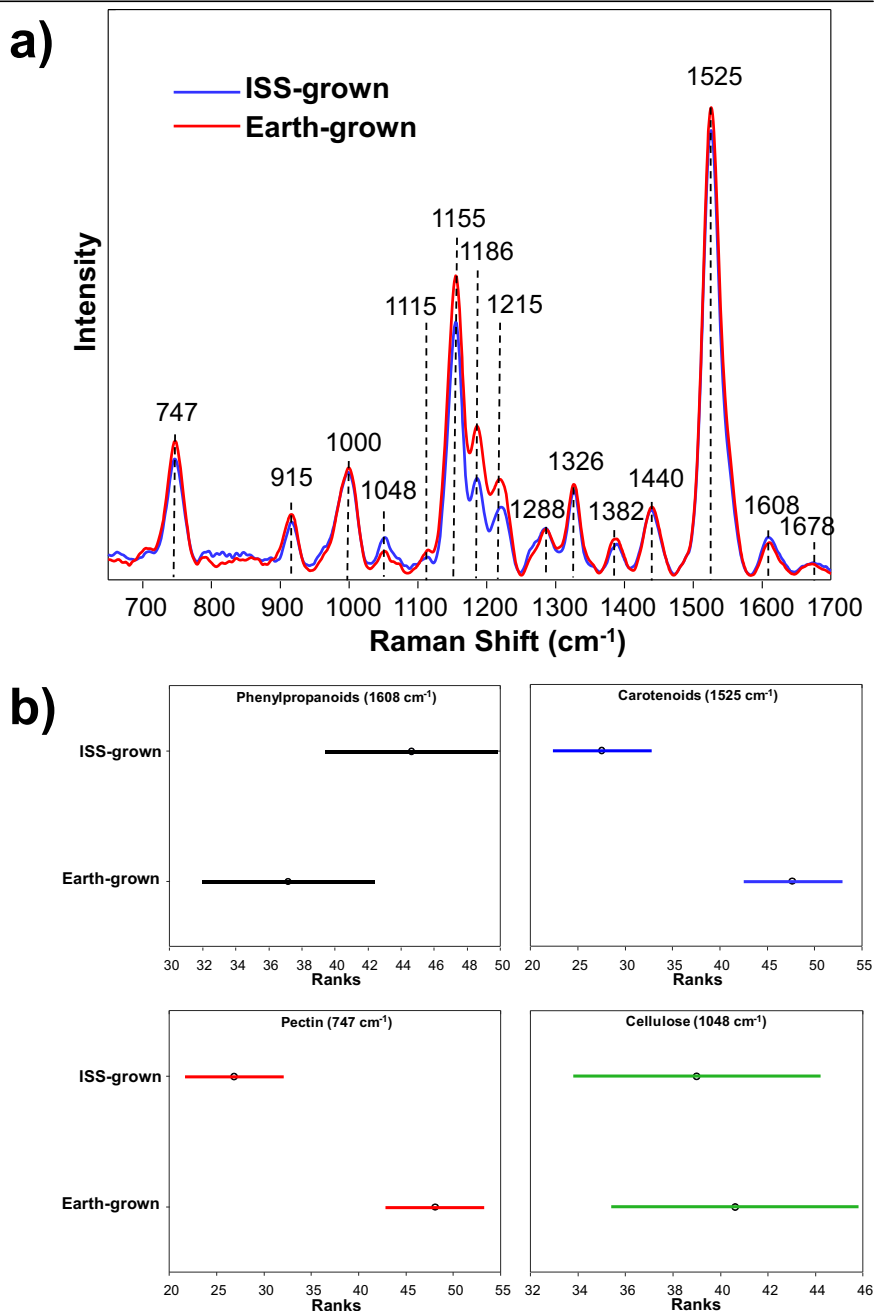 a)
ISS-grown
Earth-grown
1525
1155
1186
1115
1215
747
915
1000
1048
1288
1326
1382
1440
1608
1678
Intensity
700 800 900 1000 1100 1200 1300 1400 1500 1600 1700
Raman Shift (cm⁻¹)
b)
Phenylpropanoids (1608 cm⁻¹)
ISS-grown
Earth-grown
30 32 34 36 38 40 42 44 46 48 50
Ranks
Carotenoids (1525 cm⁻¹)
20 25 30 35 40 45 50 55
Ranks
Pectin (747 cm⁻¹)
ISS-grown
Earth-grown
20 25 30 35 40 45 50 55
Ranks
Cellulose (1048 cm⁻¹)
32 34 36 38 40 42 44 46
Ranks